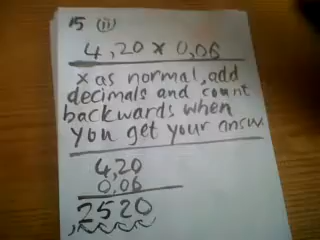 15 (ii)
4,20 x 0,06
x as normal, add
decimals and count
backwards when
you get your answ.
4,20
0,06
,2520